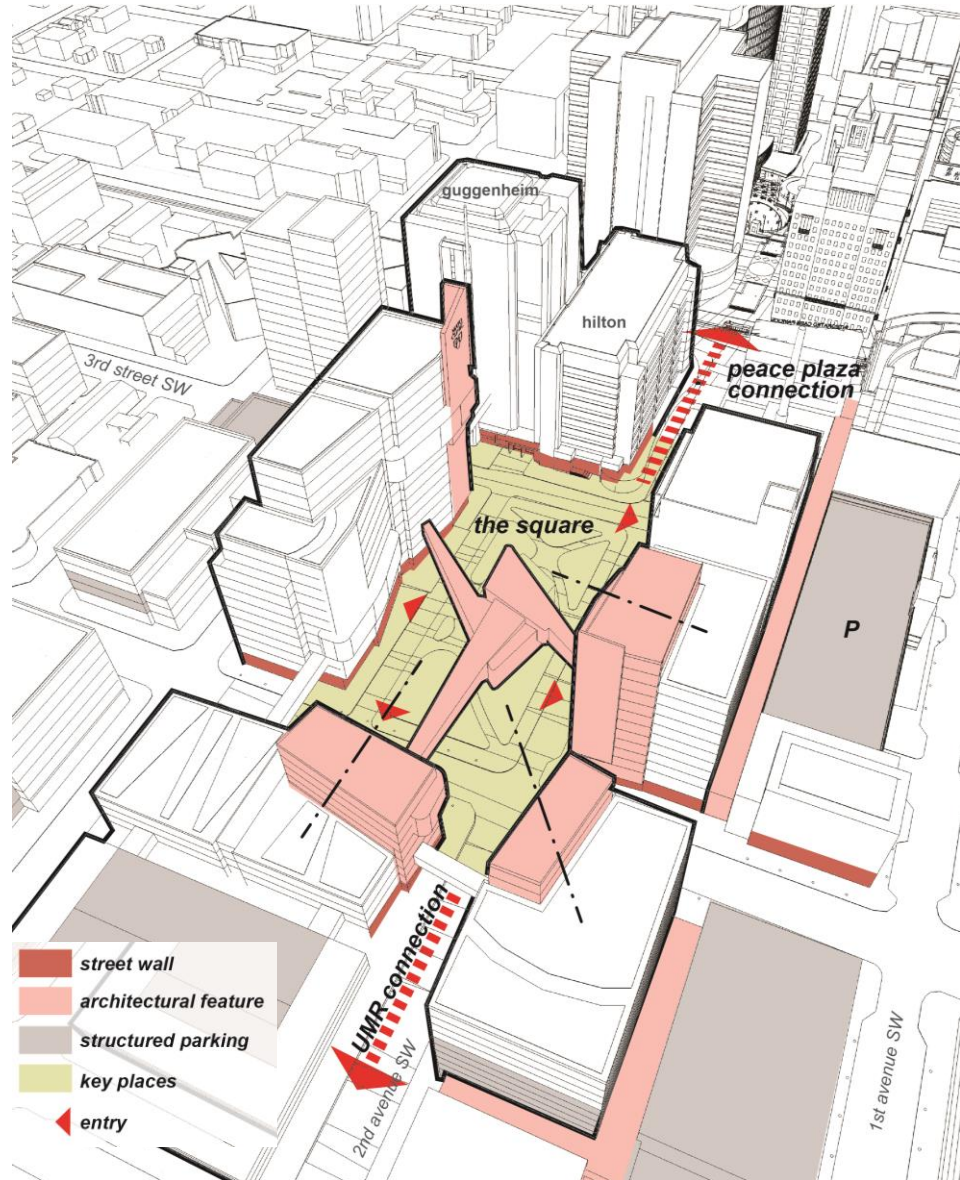 guggenheim
hilton
3rd street SW
peace plaza
connection
the square
P
UMR connection
2nd avenue SW
1st avenue SW
street wall
architectural feature
structured parking
key places
entry